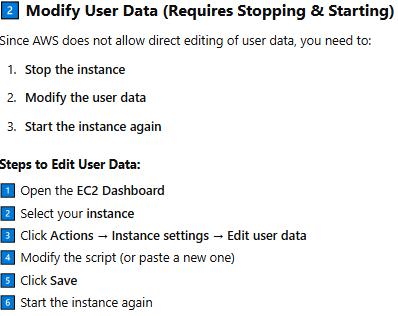 2 Modify User Data (Requires Stopping & Starting)
Since AWS does not allow direct editing of user data, you need to:
1. Stop the instance
2. Modify the user data
3. Start the instance again
Steps to Edit User Data:
1 Open the EC2 Dashboard
2 Select your instance
3 Click Actions → Instance settings → Edit user data
4 Modify the script (or paste a new one)
5 Click Save
6 Start the instance again